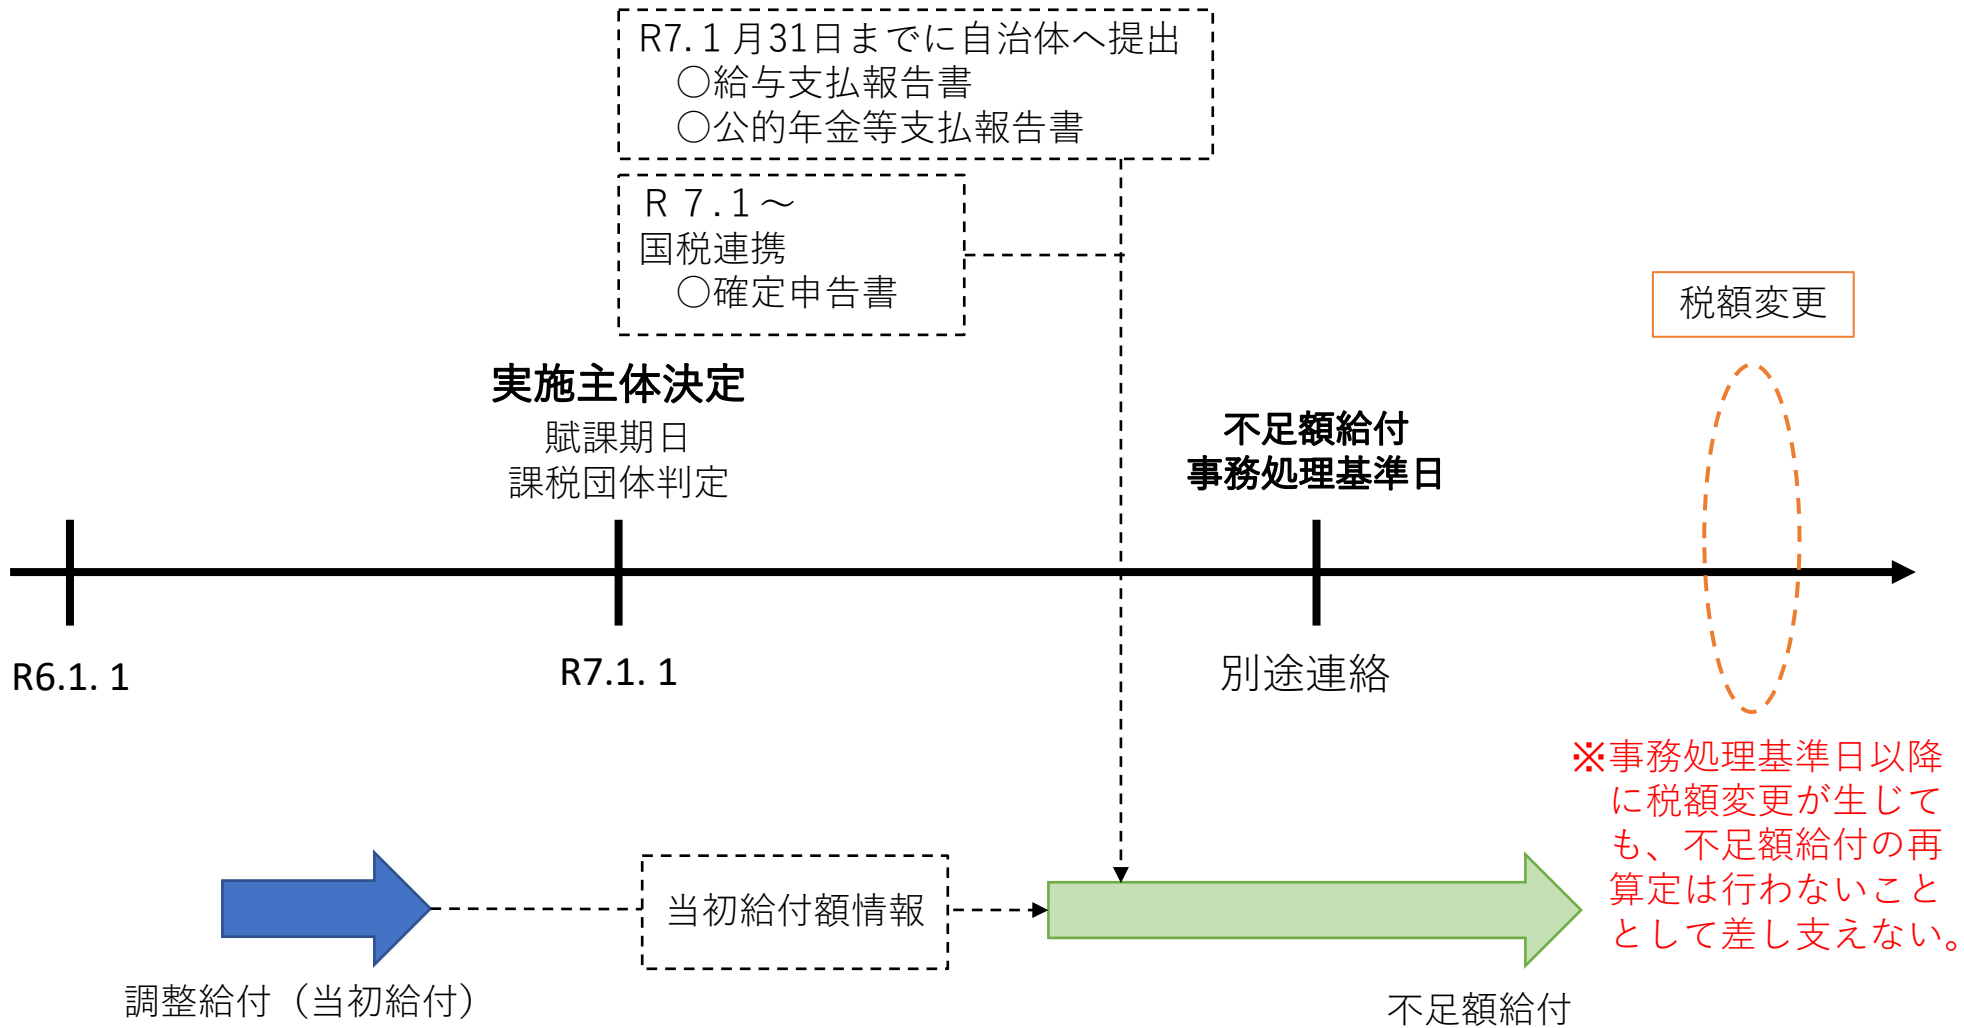 R7.1月31日までに自治体へ提出
○給与支払報告書
○公的年金等支払報告書
R 7.1～
国税連携
○確定申告書
税額変更
実施主体決定
賦課期日
課税団体判定
不足額給付
事務処理基準日
R6.1. 1
R7.1. 1
別途連絡
※事務処理基準日以降
に税額変更が生じて
も、不足額給付の再
算定は行わないこと
として差し支えない。
当初給付額情報
調整給付（当初給付）
不足額給付